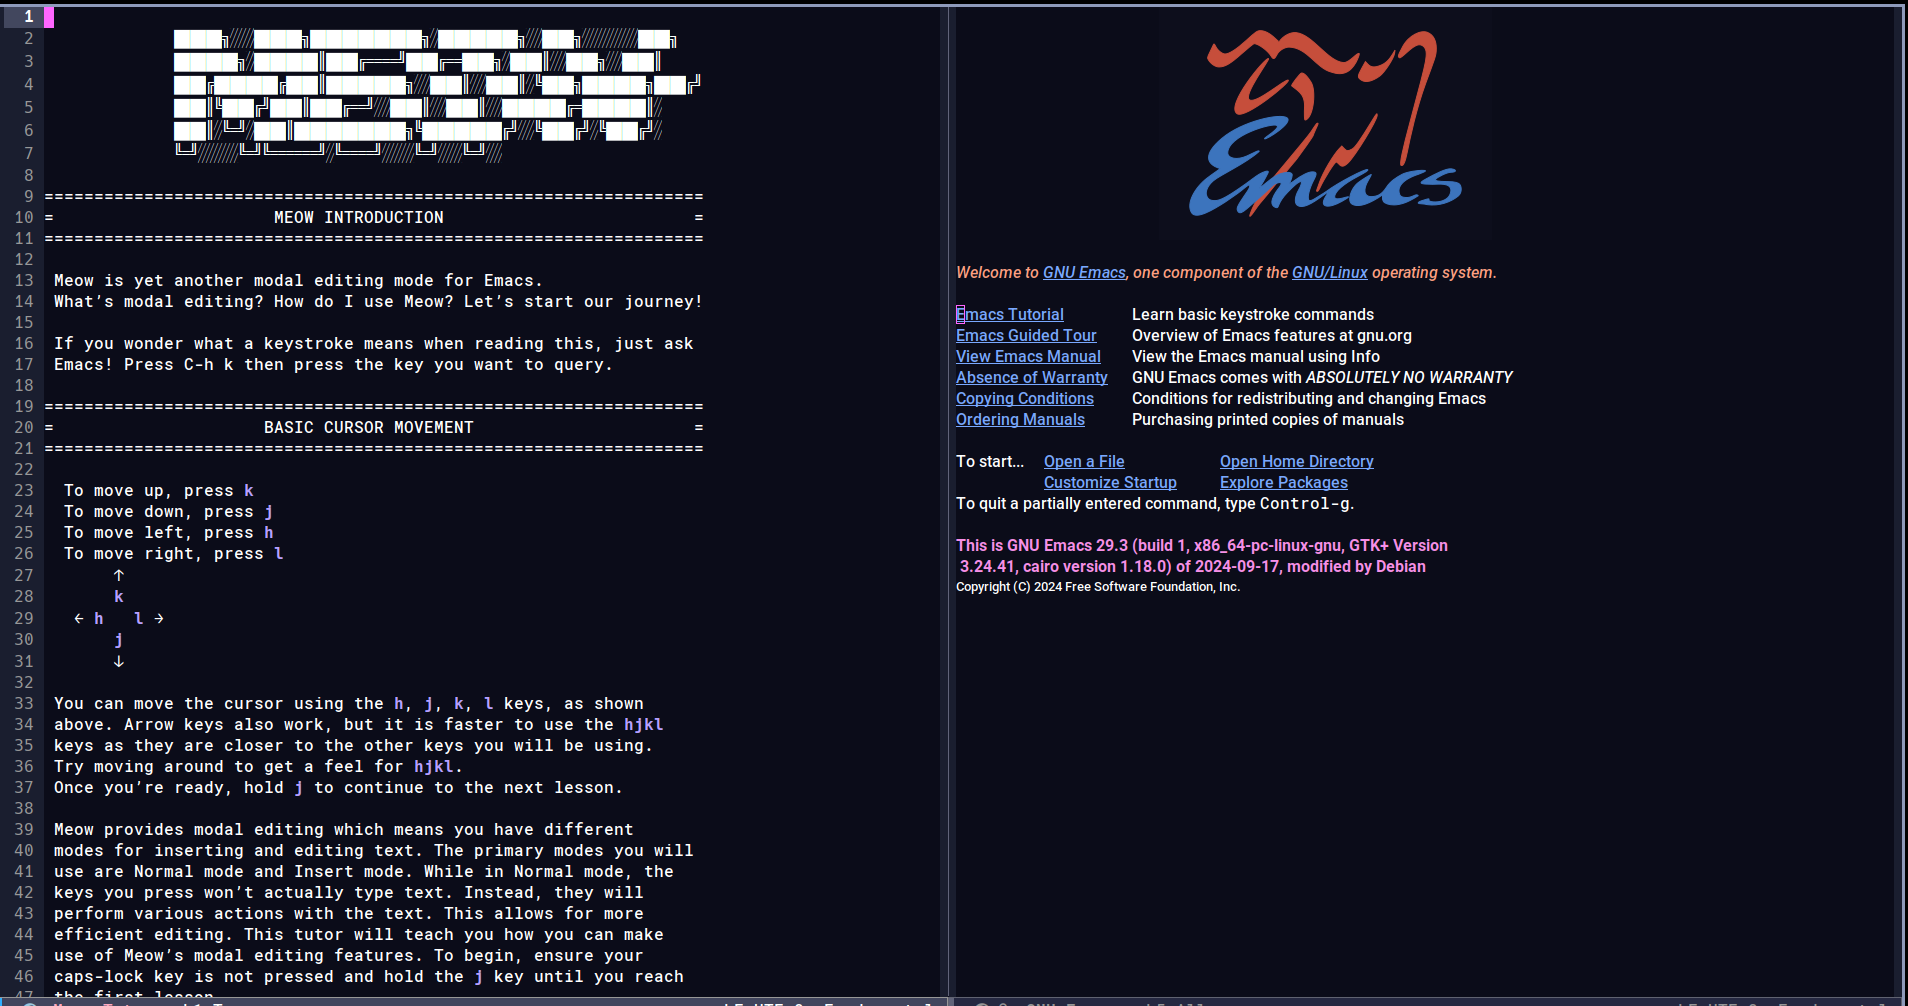 1
2
3
4
5
6
7
8
9 ==================================================================
10 = MEOW INTRODUCTION =
11 ==================================================================
12
13 Meow is yet another modal editing mode for Emacs.
14 What's modal editing? How do I use Meow? Let's start our journey!
15
16 If you wonder what a keystroke means when reading this, just ask
17 Emacs! Press C-h k then press the key you want to query.
18
19 ==================================================================
20 = BASIC CURSOR MOVEMENT =
21 ==================================================================
22
23 To move up, press k
24 To move down, press j
25 To move left, press h
26 To move right, press l
27 ↑
28 k
29 ← h l →
30 j
31 ↓
32
33 You can move the cursor using the h, j, k, l keys, as shown
34 above. Arrow keys also work, but it is faster to use the hjkl
35 keys as they are closer to the other keys you will be using.
36 Try moving around to get a feel for hjkl.
37 Once you're ready, hold j to continue to the next lesson.
38
39 Meow provides modal editing which means you have different
40 modes for inserting and editing text. The primary modes you will
41 use are Normal mode and Insert mode. While in Normal mode, the
42 keys you press won't actually type text. Instead, they will
43 perform various actions with the text. This allows for more
44 efficient editing. This tutor will teach you how you can make
45 use of Meow's modal editing features. To begin, ensure your
46 caps-lock key is not pressed and hold the j key until you reach
47 the first lesson
Emacs
Welcome to GNU Emacs, one component of the GNU/Linux operating system.
Emacs Tutorial Learn basic keystroke commands
Emacs Guided Tour Overview of Emacs features at gnu.org
View Emacs Manual View the Emacs manual using Info
Absence of Warranty GNU Emacs comes with ABSOLUTELY NO WARRANTY
Copying Conditions Conditions for redistributing and changing Emacs
Ordering Manuals Purchasing printed copies of manuals
To start... Open a File Open Home Directory
Customize Startup Explore Packages
To quit a partially entered command, type Control-g.
This is GNU Emacs 29.3 (build 1, x86_64-pc-linux-gnu, GTK+ Version
3.24.41, cairo version 1.18.0) of 2024-09-17, modified by Debian
Copyright (C) 2024 Free Software Foundation, Inc.